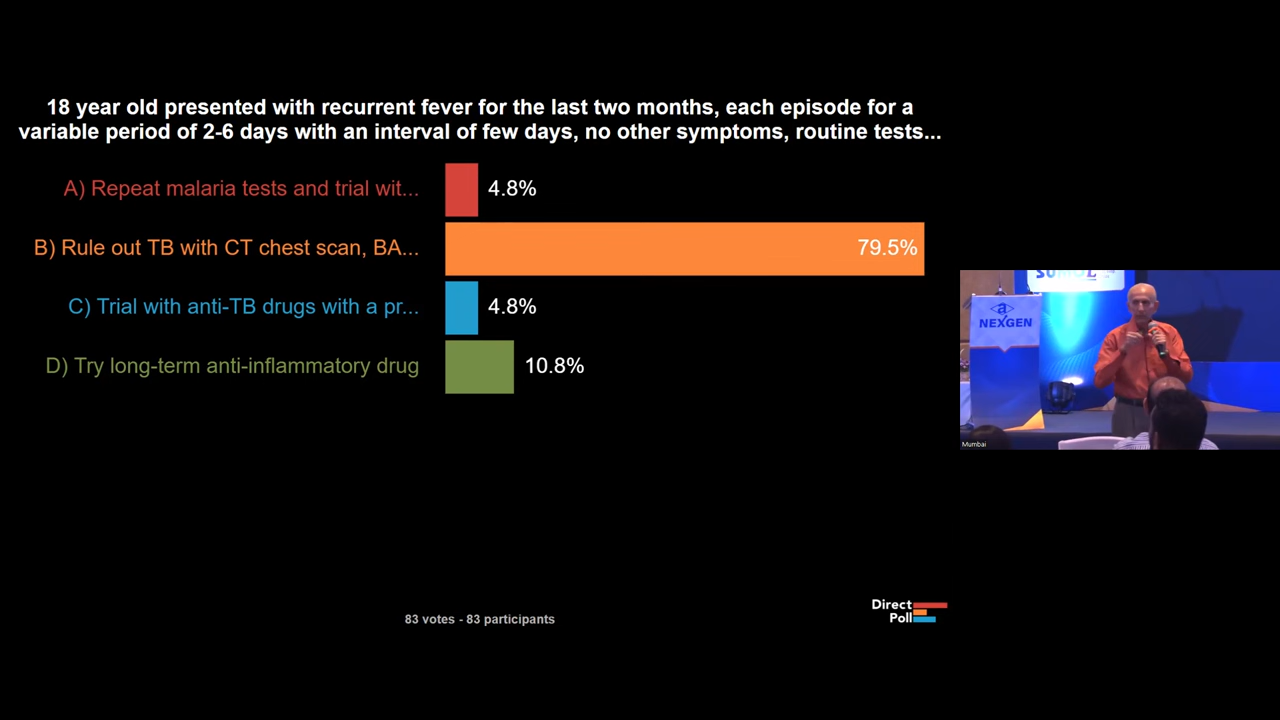 18 year old presented with recurrent fever for the last two months, each episode for a
variable period of 2-6 days with an interval of few days, no other symptoms, routine tests...
A) Repeat malaria tests and trial wit...
4.8%
B) Rule out TB with CT chest scan, BA...
79.5%
C) Trial with anti-TB drugs with a pr...
4.8%
D) Try long-term anti-inflammatory drug
10.8%
a
NEXGEN
Mumbai
83 votes - 83 participants
Direct
Poll